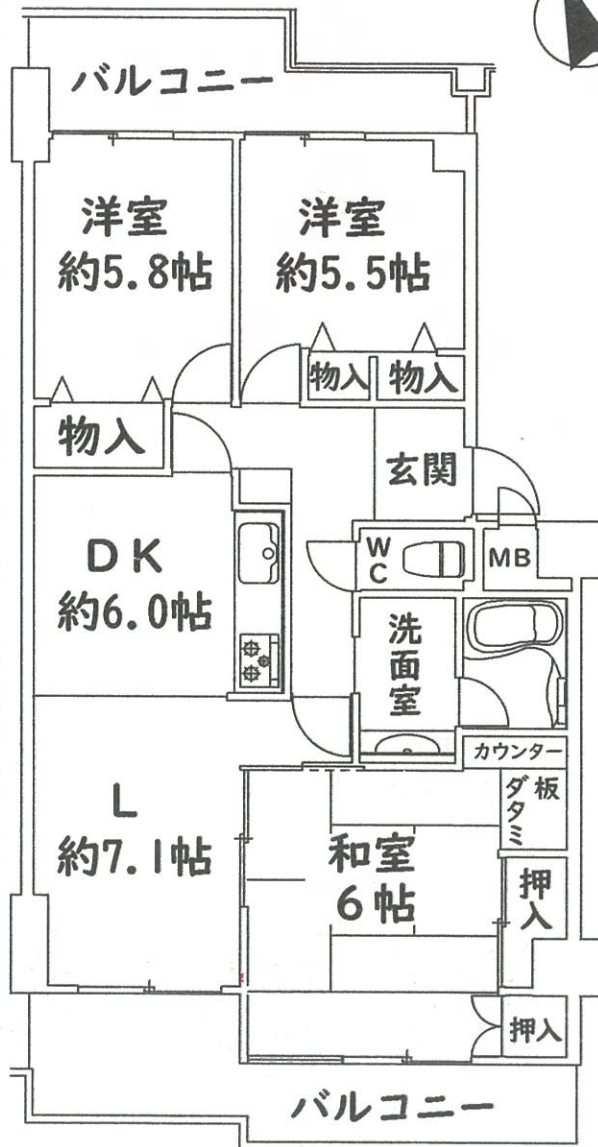 バルコニー
洋室
約5.8帖
洋室
約5.5帖
物入
物入
物入
玄関
DK
約6.0帖
WC
MB
洗面室
カウンター
板ダタミ
L
約7.1帖
和室
6帖
押入
押入
バルコニー